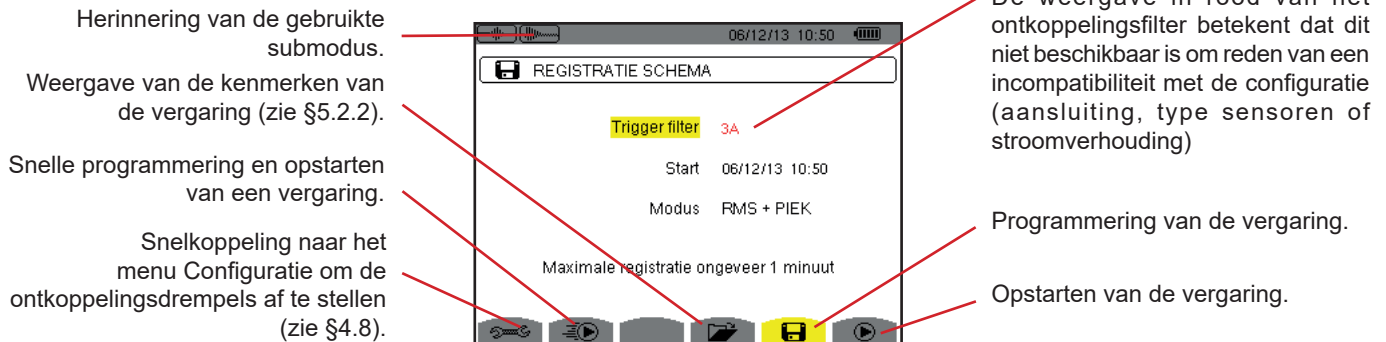 Herinnering van de gebruikte
submodus.
Weergave van de kenmerken van
de vergaring (zie §5.2.2).
Snelle programmering en opstarten
van een vergaring.
Snelkoppeling naar het
menu Configuratie om de
ontkoppelingsdrempels af te stellen
(zie §4.8).
06/12/13 10:50
REGISTRATIE SCHEMA
Trigger filter 3A
Start 06/12/13 10:50
Modus RMS + PIEK
Maximale registratie ongeveer 1 minuut
De weergave in rood van het
ontkoppelingsfilter betekent dat dit
niet beschikbaar is om reden van een
incompatibiliteit met de configuratie
(aansluiting, type sensoren of
stroomverhouding)
Programmering van de vergaring.
Opstarten van de vergaring.